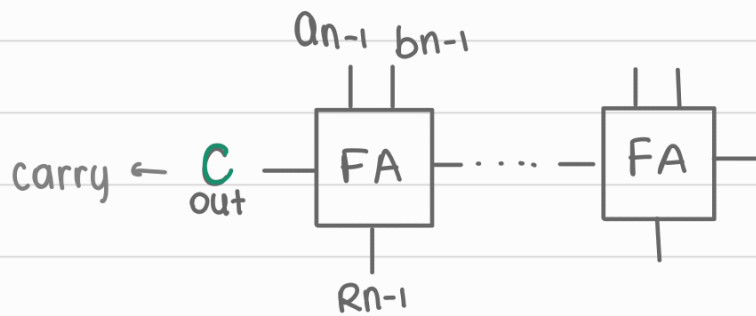 an-1 bn-1
carry ← C out
FA
.....
FA
Rn-1